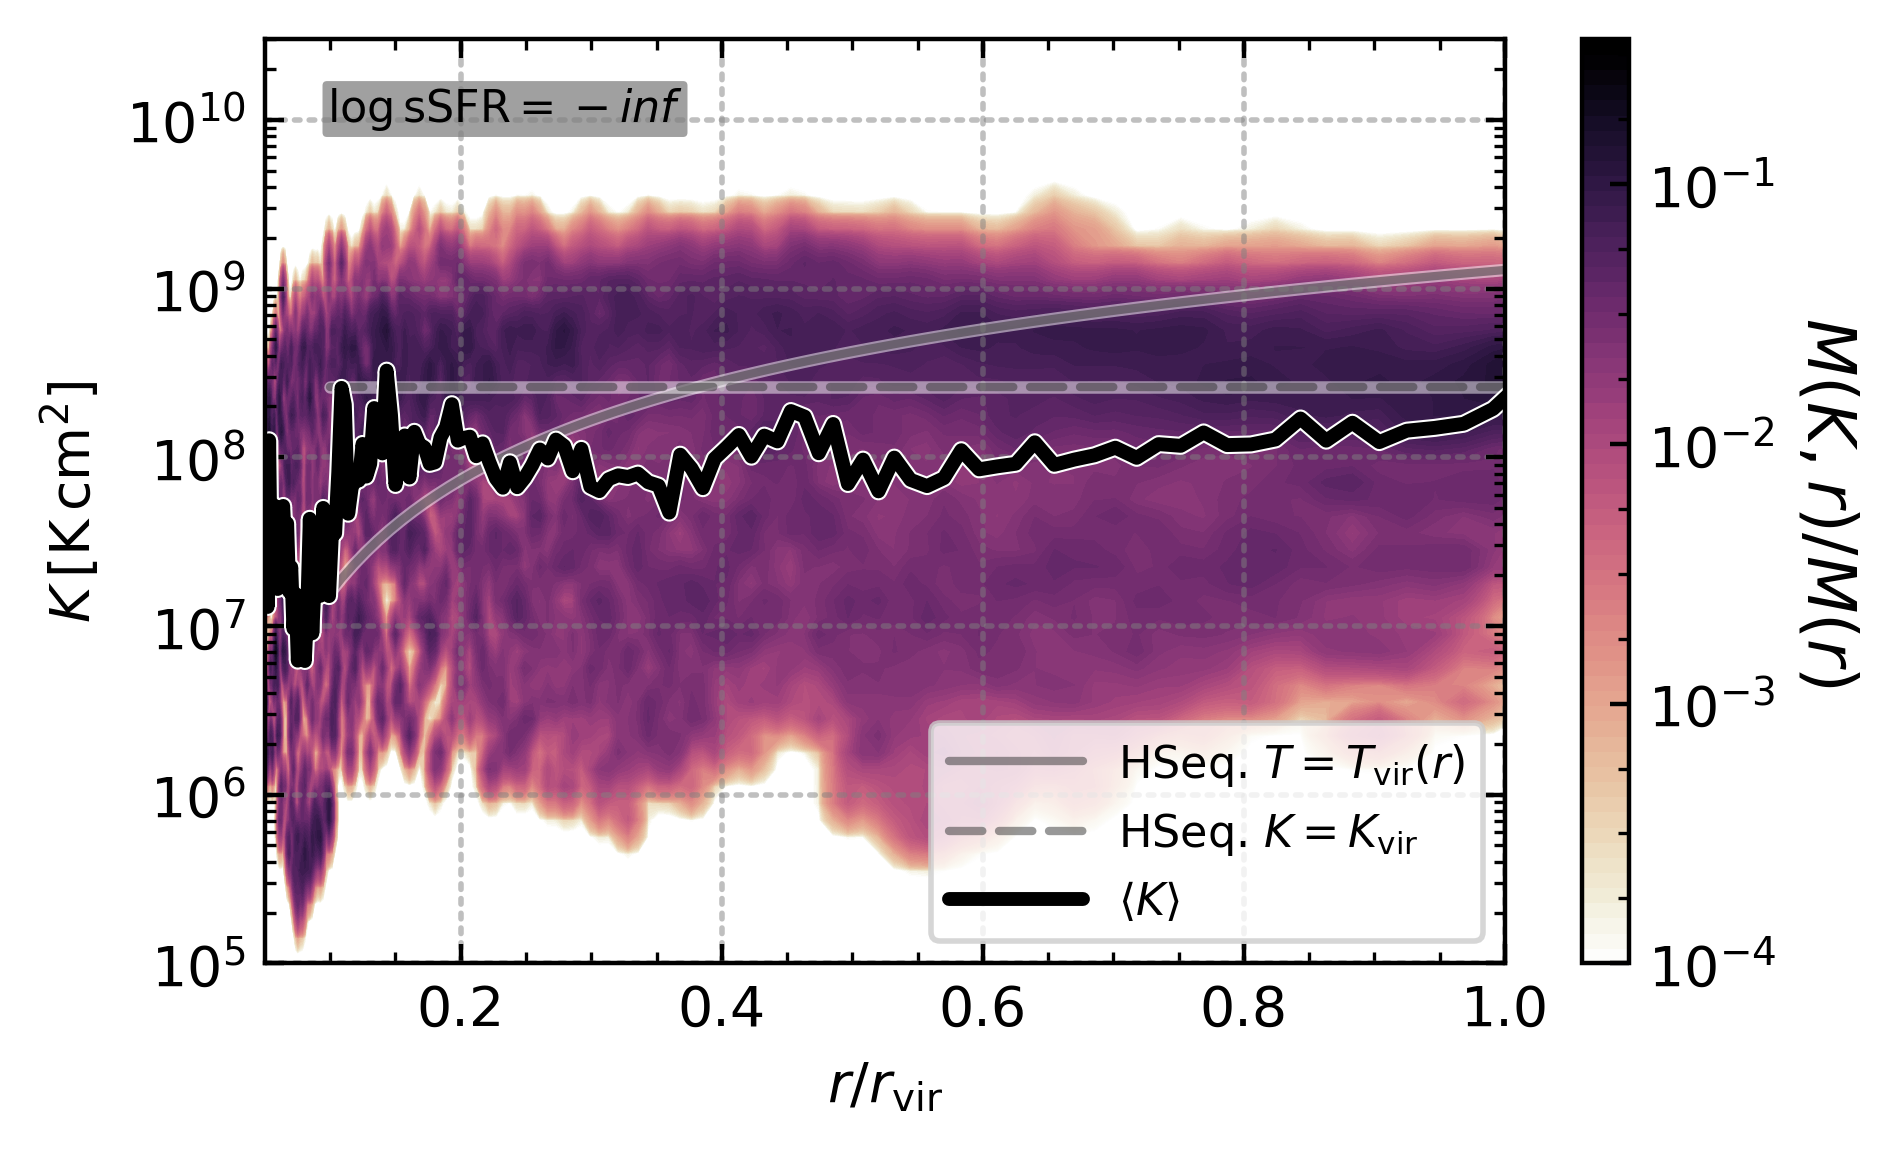 log sSFR = −inf
10^10
10^9
10^8
10^7
10^6
10^5
K [K cm^2]
0.2 0.4 0.6 0.8 1.0
r/r_vir
HSeq. T = T_vir(r)
HSeq. K = K_vir
⟨K⟩
10^−1
10^−2
10^−3
10^−4
M(K, r)/M(r)